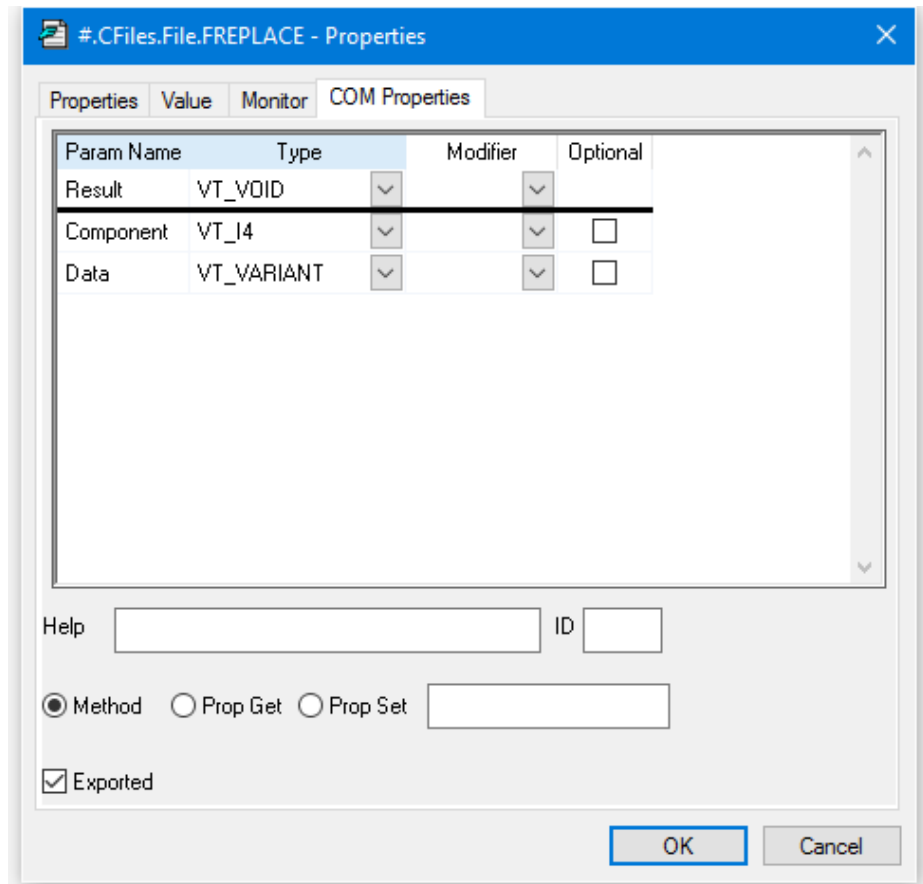 #.CFiles.File.FREPLACE - Properties
Properties Value Monitor COM Properties
Param Name Type Modifier Optional
Result VT_VOID
Component VT_I4
Data VT_VARIANT
Help ID
Method Prop Get Prop Set
Exported
OK Cancel